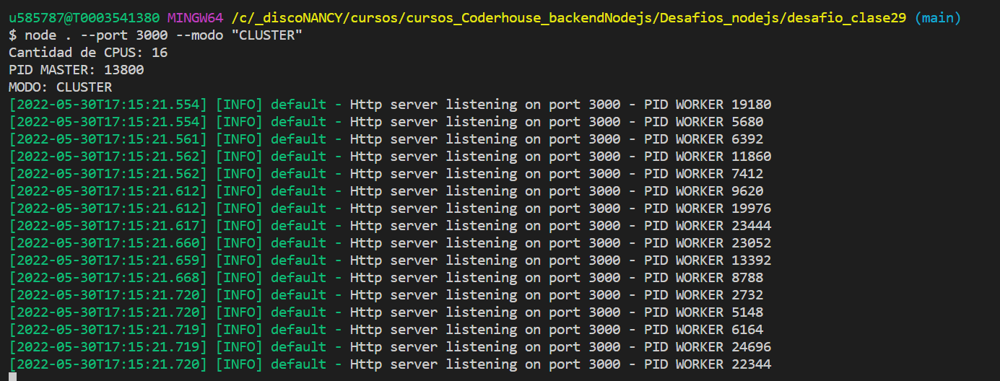 u585787@T0003541380 MINGW64 /c/_discoNANCY/cursos/cursos_Coderhouse_backendNodejs/Desafios_nodejs/desafio_clase29 (main)
$ node . --port 3000 --modo "CLUSTER"
Cantidad de CPUS: 16
PID MASTER: 13800
MODO: CLUSTER
[2022-05-30T17:15:21.554] [INFO] default - Http server listening on port 3000 - PID WORKER 19180
[2022-05-30T17:15:21.554] [INFO] default - Http server listening on port 3000 - PID WORKER 5680
[2022-05-30T17:15:21.561] [INFO] default - Http server listening on port 3000 - PID WORKER 6392
[2022-05-30T17:15:21.562] [INFO] default - Http server listening on port 3000 - PID WORKER 11860
[2022-05-30T17:15:21.562] [INFO] default - Http server listening on port 3000 - PID WORKER 7412
[2022-05-30T17:15:21.612] [INFO] default - Http server listening on port 3000 - PID WORKER 9620
[2022-05-30T17:15:21.612] [INFO] default - Http server listening on port 3000 - PID WORKER 19976
[2022-05-30T17:15:21.617] [INFO] default - Http server listening on port 3000 - PID WORKER 23444
[2022-05-30T17:15:21.660] [INFO] default - Http server listening on port 3000 - PID WORKER 23052
[2022-05-30T17:15:21.659] [INFO] default - Http server listening on port 3000 - PID WORKER 13392
[2022-05-30T17:15:21.668] [INFO] default - Http server listening on port 3000 - PID WORKER 8788
[2022-05-30T17:15:21.720] [INFO] default - Http server listening on port 3000 - PID WORKER 2732
[2022-05-30T17:15:21.720] [INFO] default - Http server listening on port 3000 - PID WORKER 5148
[2022-05-30T17:15:21.719] [INFO] default - Http server listening on port 3000 - PID WORKER 6164
[2022-05-30T17:15:21.719] [INFO] default - Http server listening on port 3000 - PID WORKER 24696
[2022-05-30T17:15:21.720] [INFO] default - Http server listening on port 3000 - PID WORKER 22344